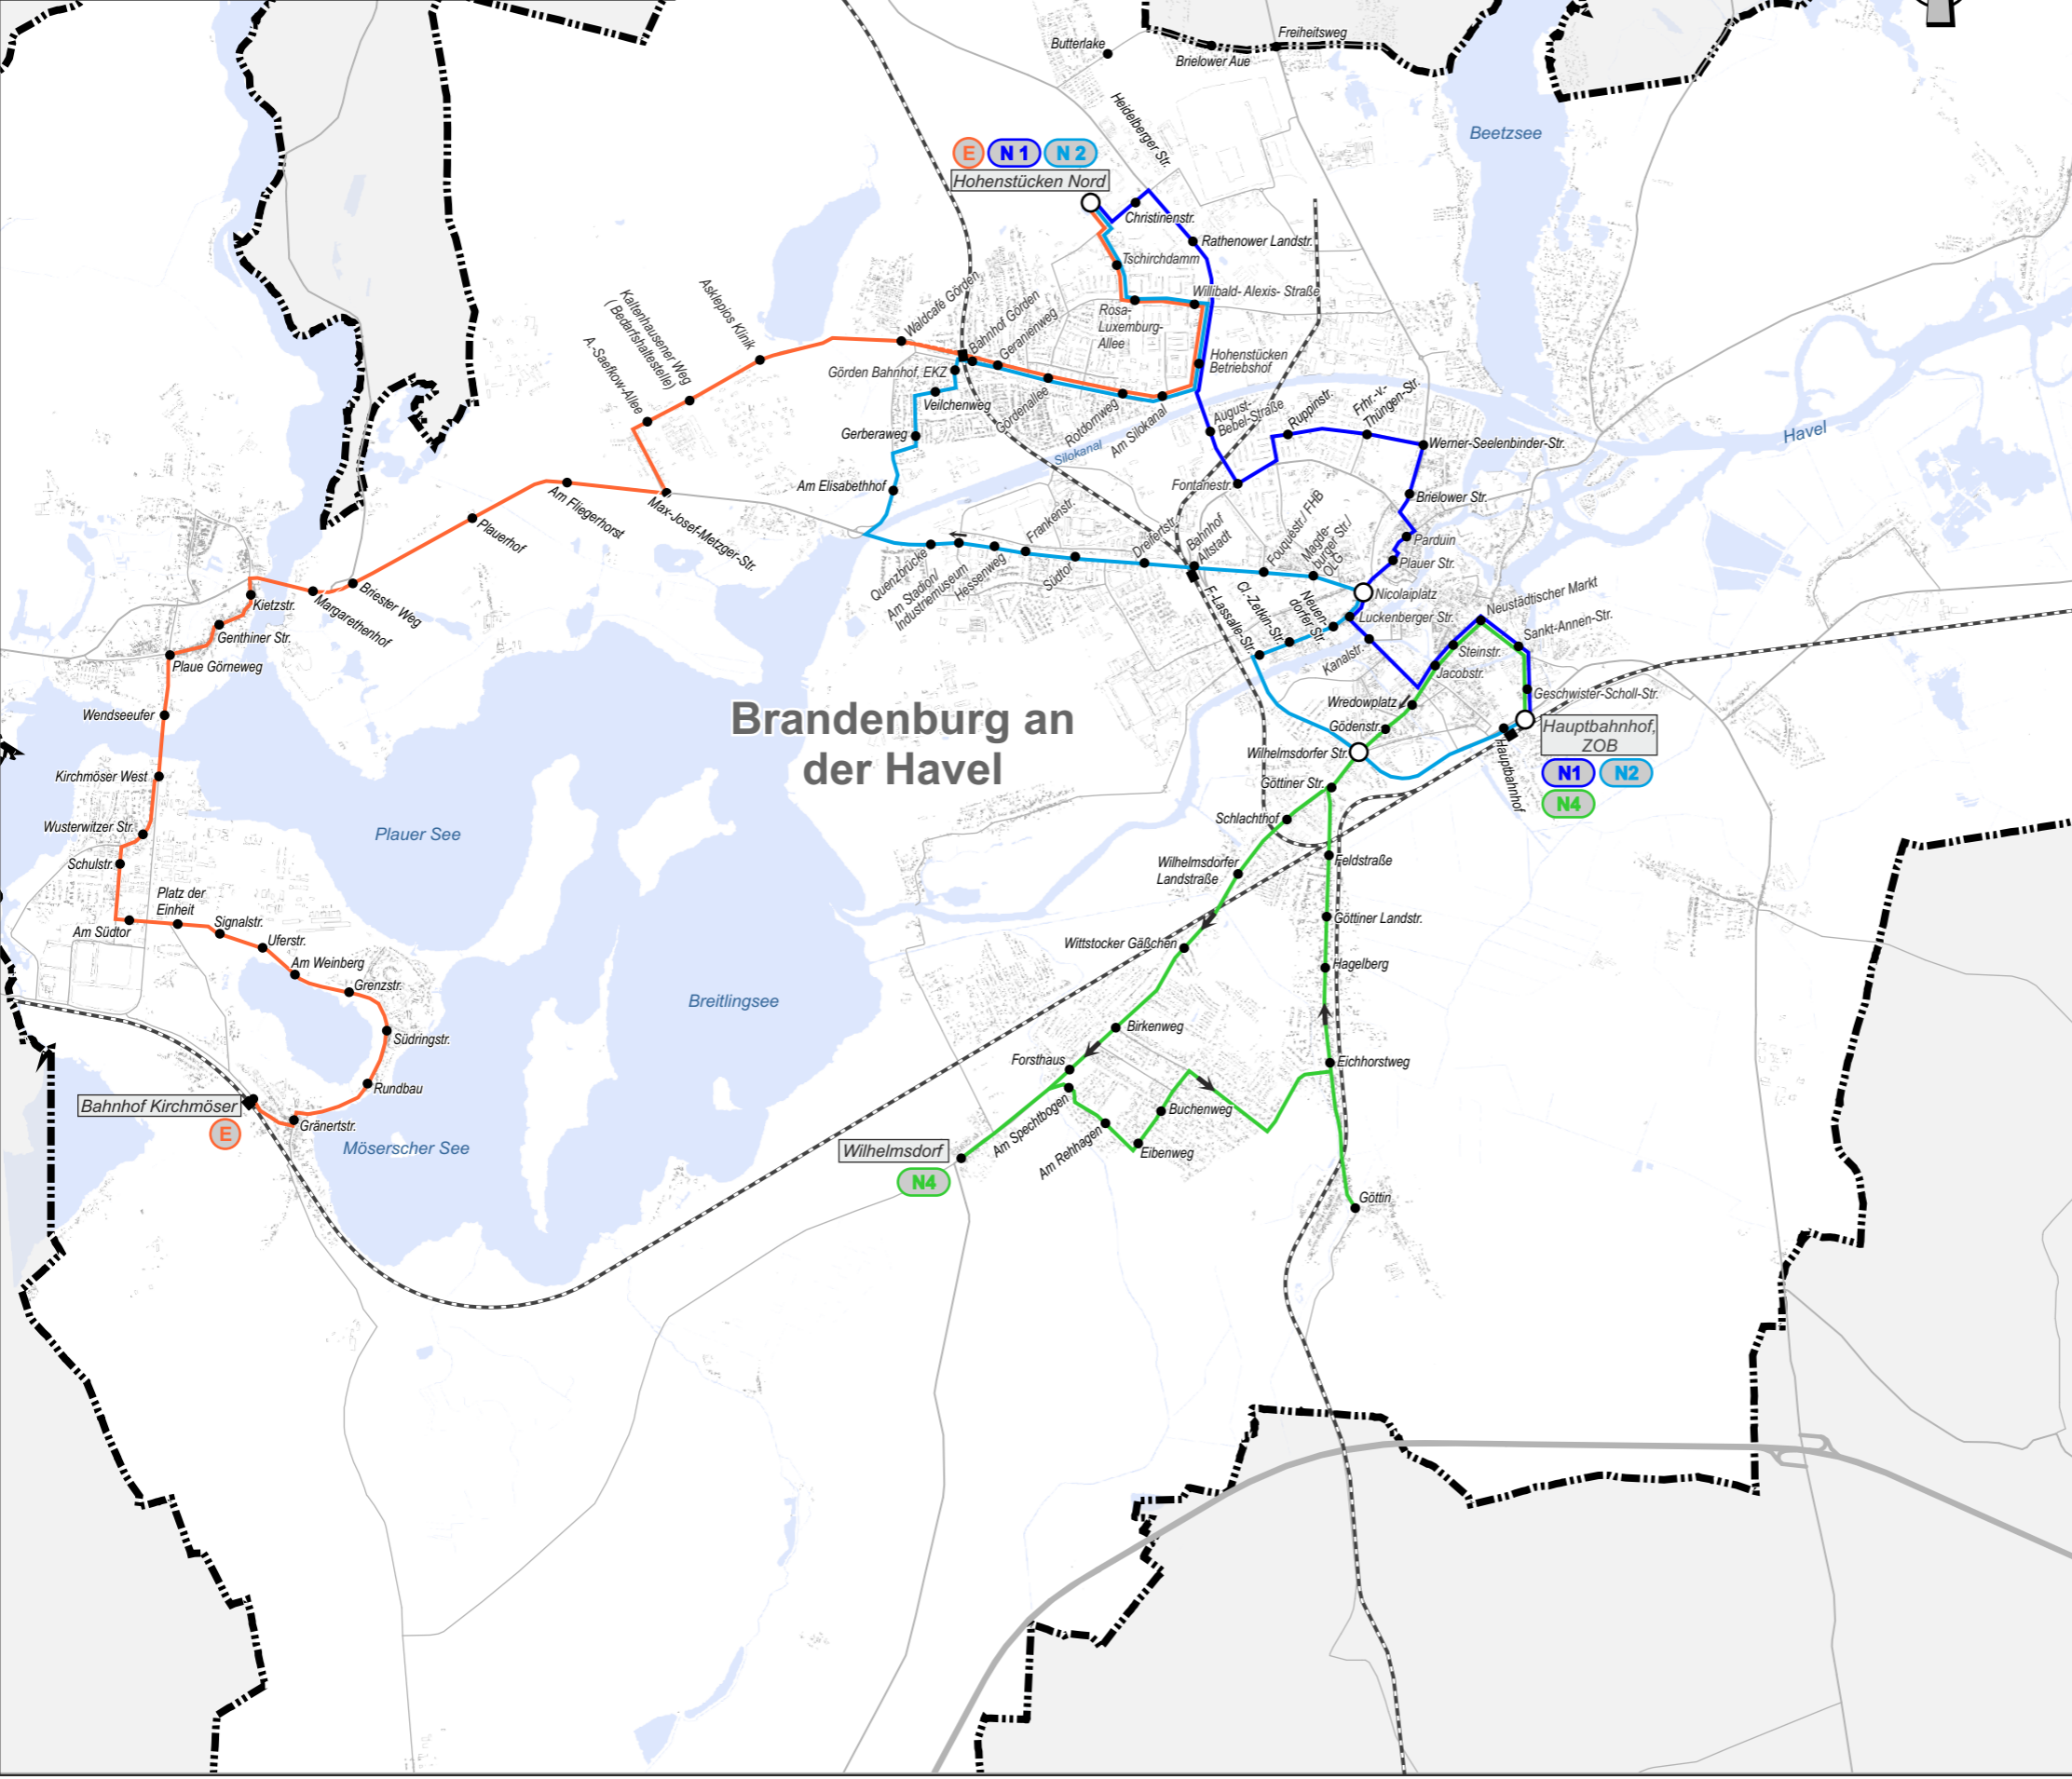 Butterlake
Freiheitsweg
Brielower Aue
Heidelberger Str.
Beetzsee
E
N 1
N 2
Hohenstücken Nord
Christinenstr.
Rathenower Landstr.
Tschirchdamm
Willibald- Alexis- Straße
Rosa-
Luxemburg-
Allee
Hohenstücken
Betriebshof
Waldcafé Görden
Bahnhof Görden
Geranienweg
Asklepios Klinik
Kaltenhausener Weg
(Bedarfshaltestelle)
A.-Saefkow-Allee
Görden Bahnhof, EKZ
Veilchenweg
Gördenallee
Rotdornweg
Am Silokanal
Silokanal
Gerberaweg
Am Elisabethhof
August-
Bebel-Straße
Ruppinstr.
Frhr.-v.-
Thüngen-Str.
Werner-Seelenbinder-Str.
Havel
Fontanestr.
Brielower Str.
Parduin
Plauer Str.
Nicolaiplatz
Luckenberger Str.
Max-Josef-Metzger-Str.
Am Fliegerhorst
Plauerhof
Briester Weg
Margarethenhof
Kietzstr.
Genthiner Str.
Plaue Görneweg
Wendseeufer
Kirchmöser West
Wusterwitzer Str.
Schulstr.
Platz der
Einheit
Am Südtor
Signalstr.
Uferstr.
Am Weinberg
Grenzstr.
Südringstr.
Rundbau
Gränertstr.
Bahnhof Kirchmöser
E
Quenzbrücke
Am Stadion/
Industriemuseum
Hessenweg
Frankenstr.
Südtor
Dreifertstr.
Bahnhof
Altstadt
Fouquéstr./ FHB
Magde-
burger Str./
OLG
F.-Lassalle-Str.
Cl.-Zetkin-Str.
Neuen-
dorfer Str.
Kanalstr.
Neustädtischer Markt
Sankt-Annen-Str.
Steinstr.
Jacobstr.
Geschwister-Scholl-Str.
Wredowplatz
Gödenstr.
Wilhelmsdorfer Str.
Hauptbahnhof,
ZOB
Hauptbahnhof
N1
N2
N4
Brandenburg an
der Havel
Plauer See
Breitlingsee
Möserscher See
Göttiner Str.
Schlachthof
Wilhelmsdorfer
Landstraße
Feldstraße
Göttiner Landstr.
Wittstocker Gäßchen
Hagelberg
Birkenweg
Forsthaus
Eichhorstweg
Am Spechtbogen
Am Rehhagen
Buchenweg
Eibenweg
Wilhelmsdorf
N4
Göttin